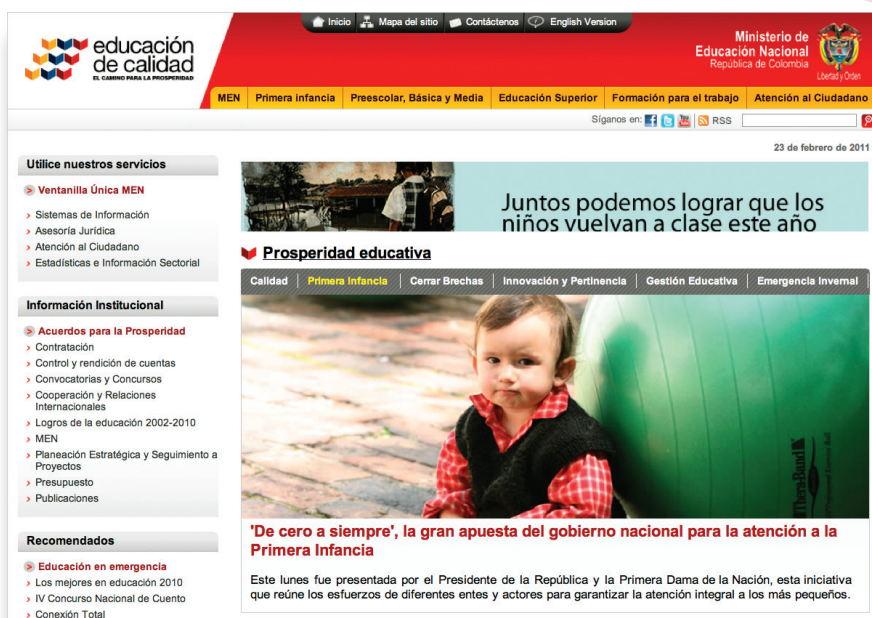 Inicio Mapa del sitio Contáctenos English Version
educación
de calidad
EL CAMINO PARA LA PROSPERIDAD
Ministerio de
Educación Nacional
República de Colombia
Libertad y Orden
MEN Primera infancia Preescolar, Básica y Media Educación Superior Formación para el trabajo Atención al Ciudadano
Síganos en: RSS
23 de febrero de 2011
Utilice nuestros servicios
Ventanilla Única MEN
Sistemas de Información
Asesoría Jurídica
Atención al Ciudadano
Estadísticas e Información Sectorial
Información Institucional
Acuerdos para la Prosperidad
Contratación
Control y rendición de cuentas
Convocatorias y Concursos
Cooperación y Relaciones
Internacionales
Logros de la educación 2002-2010
MEN
Planeación Estratégica y Seguimiento a
Proyectos
Presupuesto
Publicaciones
Recomendados
Educación en emergencia
Los mejores en educación 2010
IV Concurso Nacional de Cuento
Conexión Total
Juntos podemos lograr que los
niños vuelvan a clase este año
Prosperidad educativa
Calidad Primera Infancia Cerrar Brechas Innovación y Pertinencia Gestión Educativa Emergencia Invernal
Thera-Band
'De cero a siempre', la gran apuesta del gobierno nacional para la atención a la
Primera Infancia
Este lunes fue presentada por el Presidente de la República y la Primera Dama de la Nación, esta iniciativa
que reúne los esfuerzos de diferentes entes y actores para garantizar la atención integral a los más pequeños.